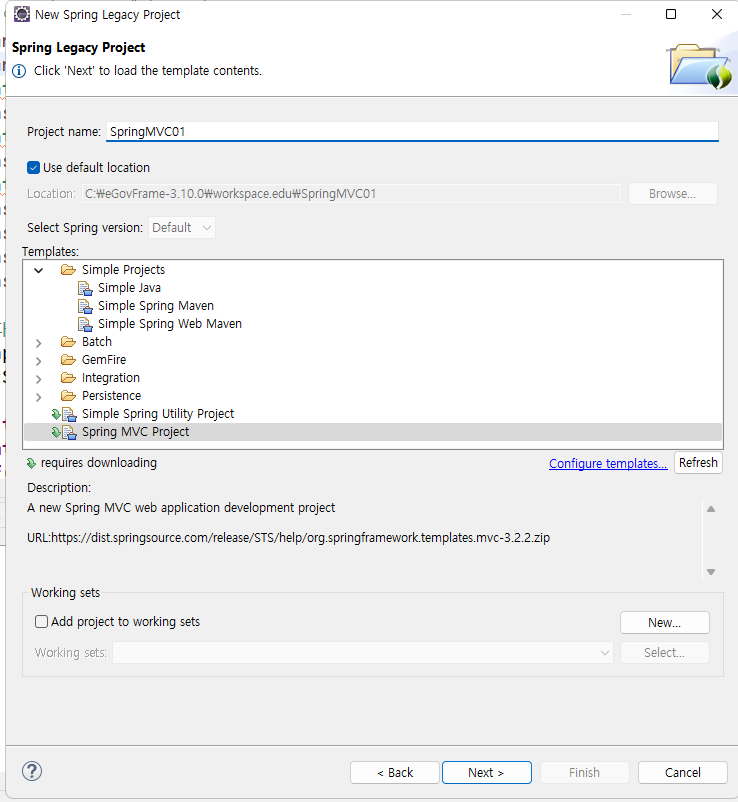 New Spring Legacy Project
Spring Legacy Project
Click 'Next' to load the template contents.
Project name: SpringMVC01
Use default location
Location: C:₩eGovFrame-3.10.0₩workspace.edu₩SpringMVC01 Browse...
Select Spring version: Default
Templates:
Simple Projects
Simple Java
Simple Spring Maven
Simple Spring Web Maven
Batch
GemFire
Integration
Persistence
Simple Spring Utility Project
Spring MVC Project
requires downloading Configure templates... Refresh
Description:
A new Spring MVC web application development project
URL:https://dist.springsource.com/release/STS/help/org.springframework.templates.mvc-3.2.2.zip
Working sets
Add project to working sets New...
Working sets: Select...
? < Back Next > Finish Cancel